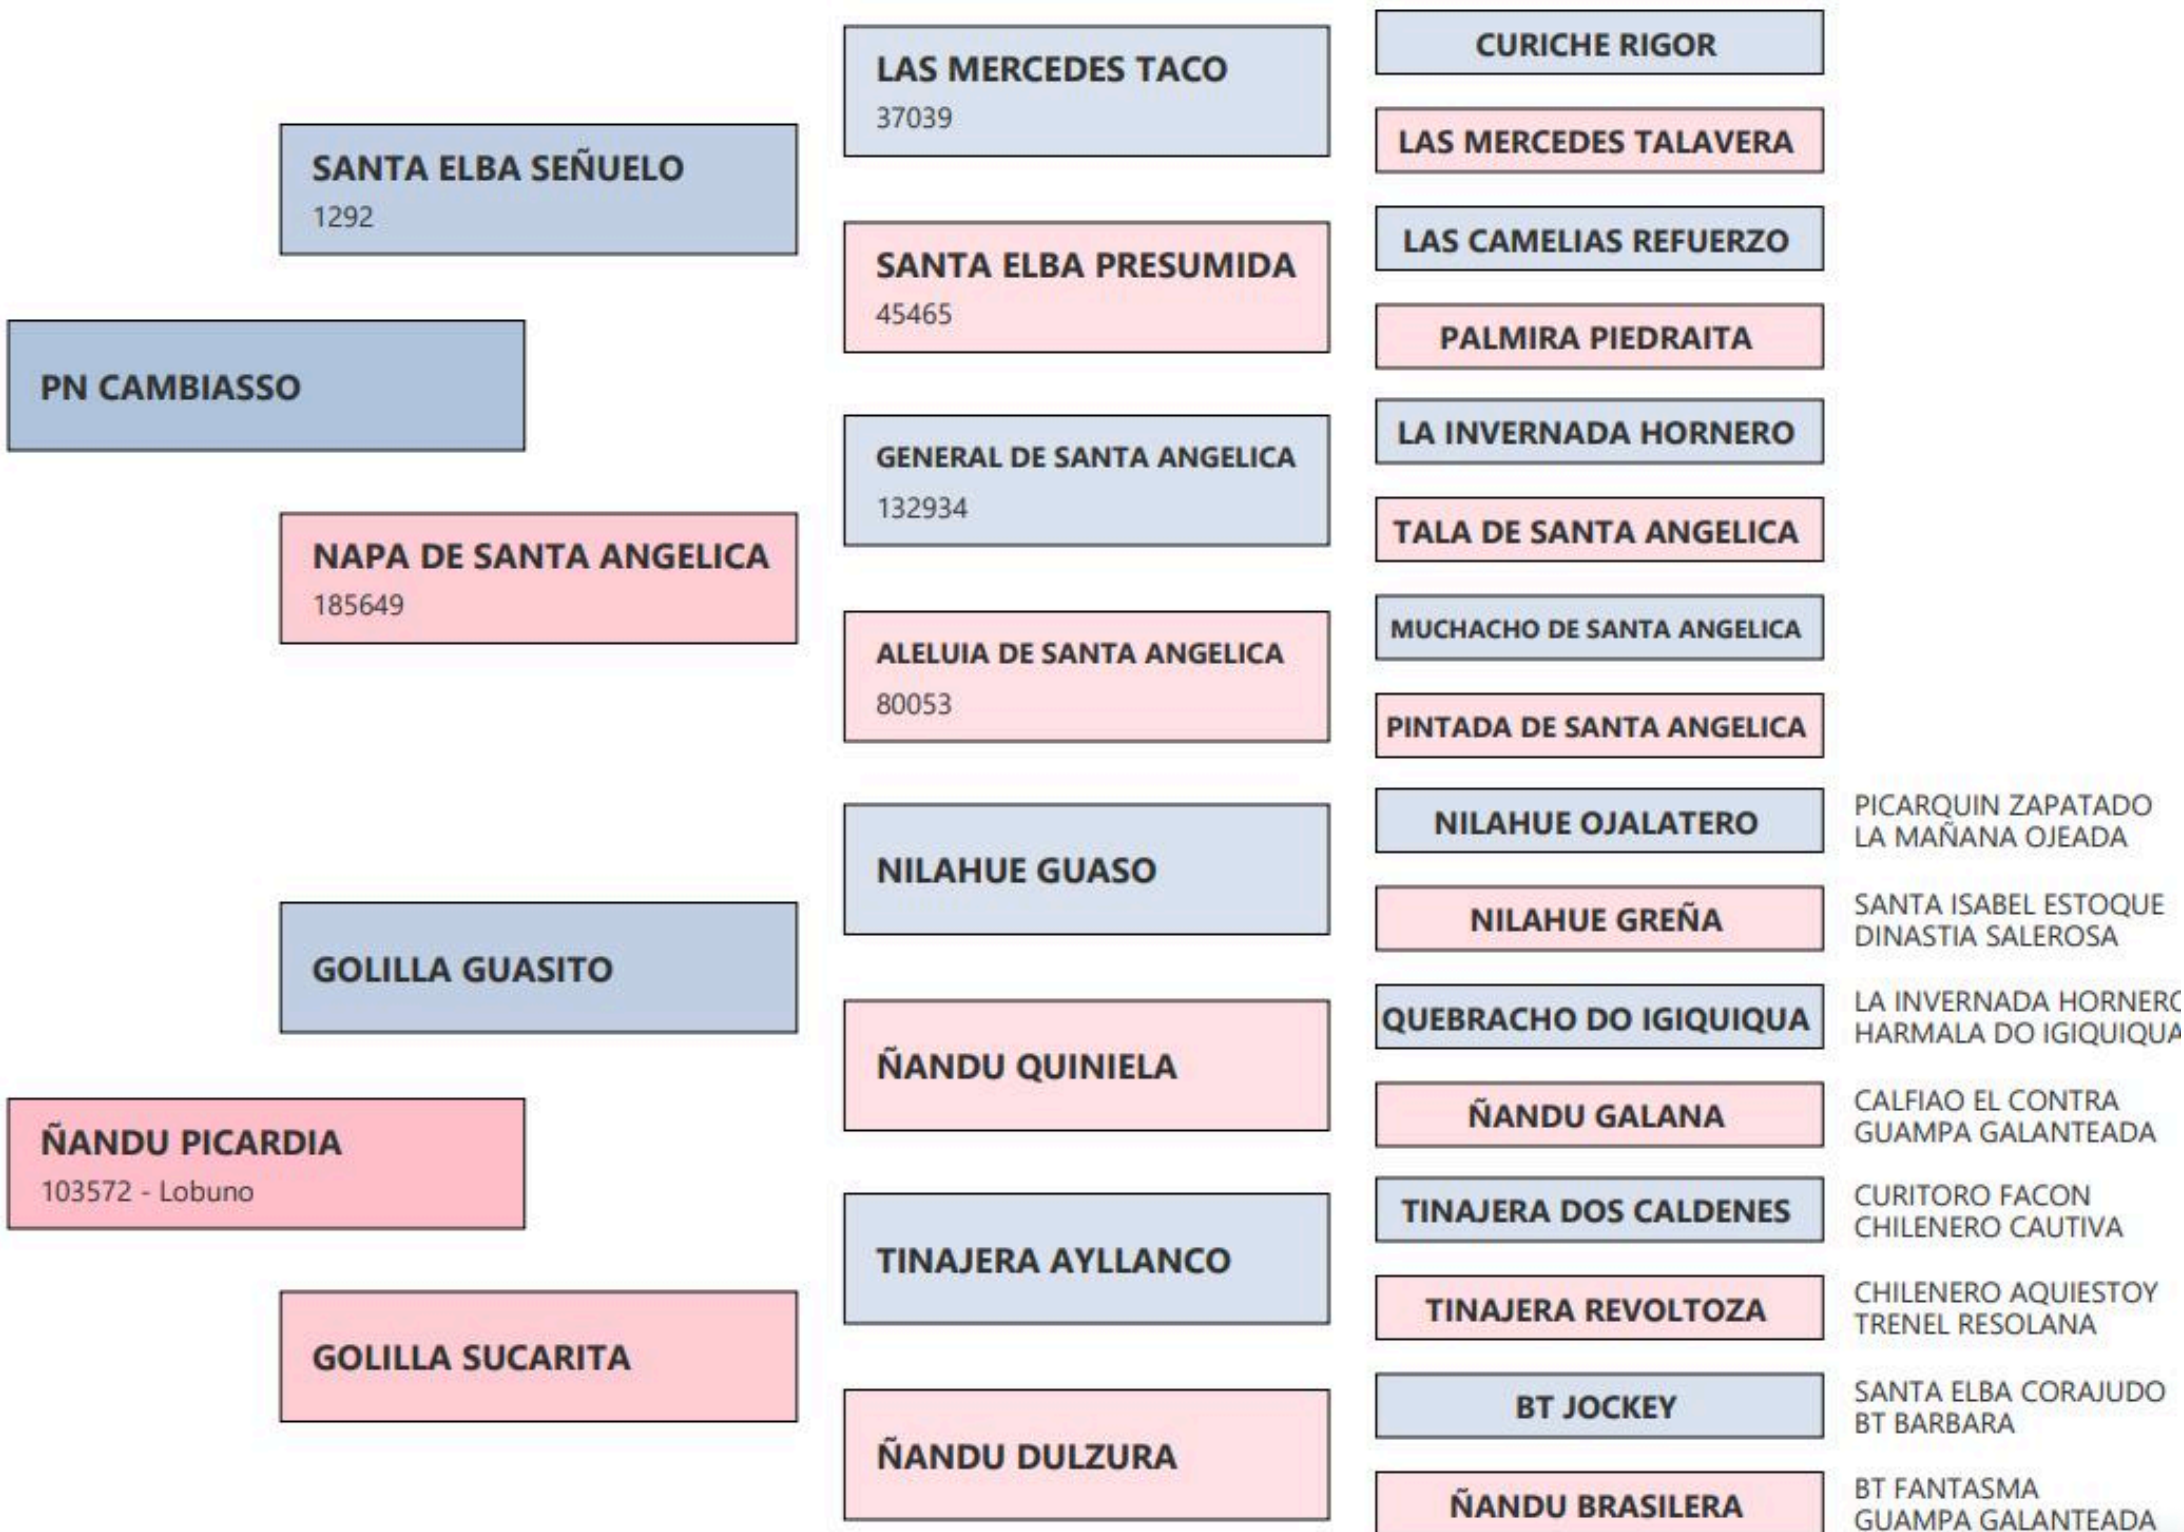 PN CAMBIASSO
SANTA ELBA SEÑUELO
1292
NAPA DE SANTA ANGELICA
185649
LAS MERCEDES TACO
37039
SANTA ELBA PRESUMIDA
45465
GENERAL DE SANTA ANGELICA
132934
ALELUIA DE SANTA ANGELICA
80053
CURICHE RIGOR
LAS MERCEDES TALAVERA
LAS CAMELIAS REFUERZO
PALMIRA PIEDRAITA
LA INVERNADA HORNERO
TALA DE SANTA ANGELICA
MUCHACHO DE SANTA ANGELICA
PINTADA DE SANTA ANGELICA
ÑANDU PICARDIA
103572 - Lobuno
GOLILLA GUASITO
GOLILLA SUCARITA
NILAHUE GUASO
ÑANDU QUINIELA
TINAJERA AYLLANCO
ÑANDU DULZURA
NILAHUE OJALATERO
PICARQUIN ZAPATADO
LA MAÑANA OJEADA
NILAHUE GREÑA
SANTA ISABEL ESTOQUE
DINASTIA SALEROSA
QUEBRACHO DO IGIQUIQUA
LA INVERNADA HORNERO
HARMALA DO IGIQUIQUA
ÑANDU GALANA
CALFIAO EL CONTRA
GUAMPA GALANTEADA
TINAJERA DOS CALDENES
CURITORO FACON
CHILENERO CAUTIVA
TINAJERA REVOLTOZA
CHILENERO AQUIESTOY
TRENEL RESOLANA
BT JOCKEY
SANTA ELBA CORAJUDO
BT BARBARA
ÑANDU BRASILERA
BT FANTASMA
GUAMPA GALANTEADA